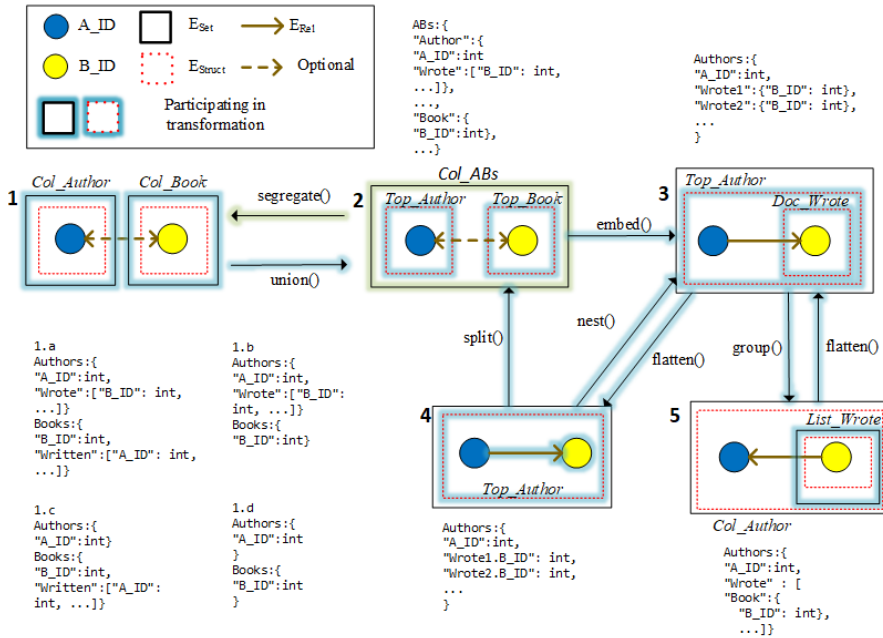 A_ID
E_Set
E_Rel
B_ID
E_Struct
Optional
Participating in
transformation
ABs:{
"Author":{
"A_ID":int
"Wrote":["B_ID": int,
...]},
...,
"Book":{
"B_ID":int},
...}
Authors:{
"A_ID":int,
"Wrote1":{"B_ID": int},
"Wrote2":{"B_ID": int},
...
}
1
Col_Author
Col_Book
segregate()
union()
2
Col_ABs
Top_Author
Top_Book
embed()
3
Top_Author
Doc_Wrote
split()
nest()
flatten()
group()
flatten()
4
Top_Author
5
List_Wrote
Col_Author
1.a
Authors:{
"A_ID":int,
"Wrote":["B_ID": int,
...]}
Books:{
"B_ID":int,
"Written":["A_ID": int,
...]}
1.b
Authors:{
"A_ID":int,
"Wrote":["B_ID":
int, ...]}
Books:{
"B_ID":int}
1.c
Authors:{
"A_ID":int}
Books:{
"B_ID":int,
"Written":["A_ID":
int, ...]}
1.d
Authors:{
"A_ID":int
}
Books:{
"B_ID":int
}
Authors:{
"A_ID":int,
"Wrote1.B_ID": int,
"Wrote2.B_ID": int,
...
}
Authors:{
"A_ID":int,
"Wrote" : [
"Book":{
"B_ID": int},
...]}